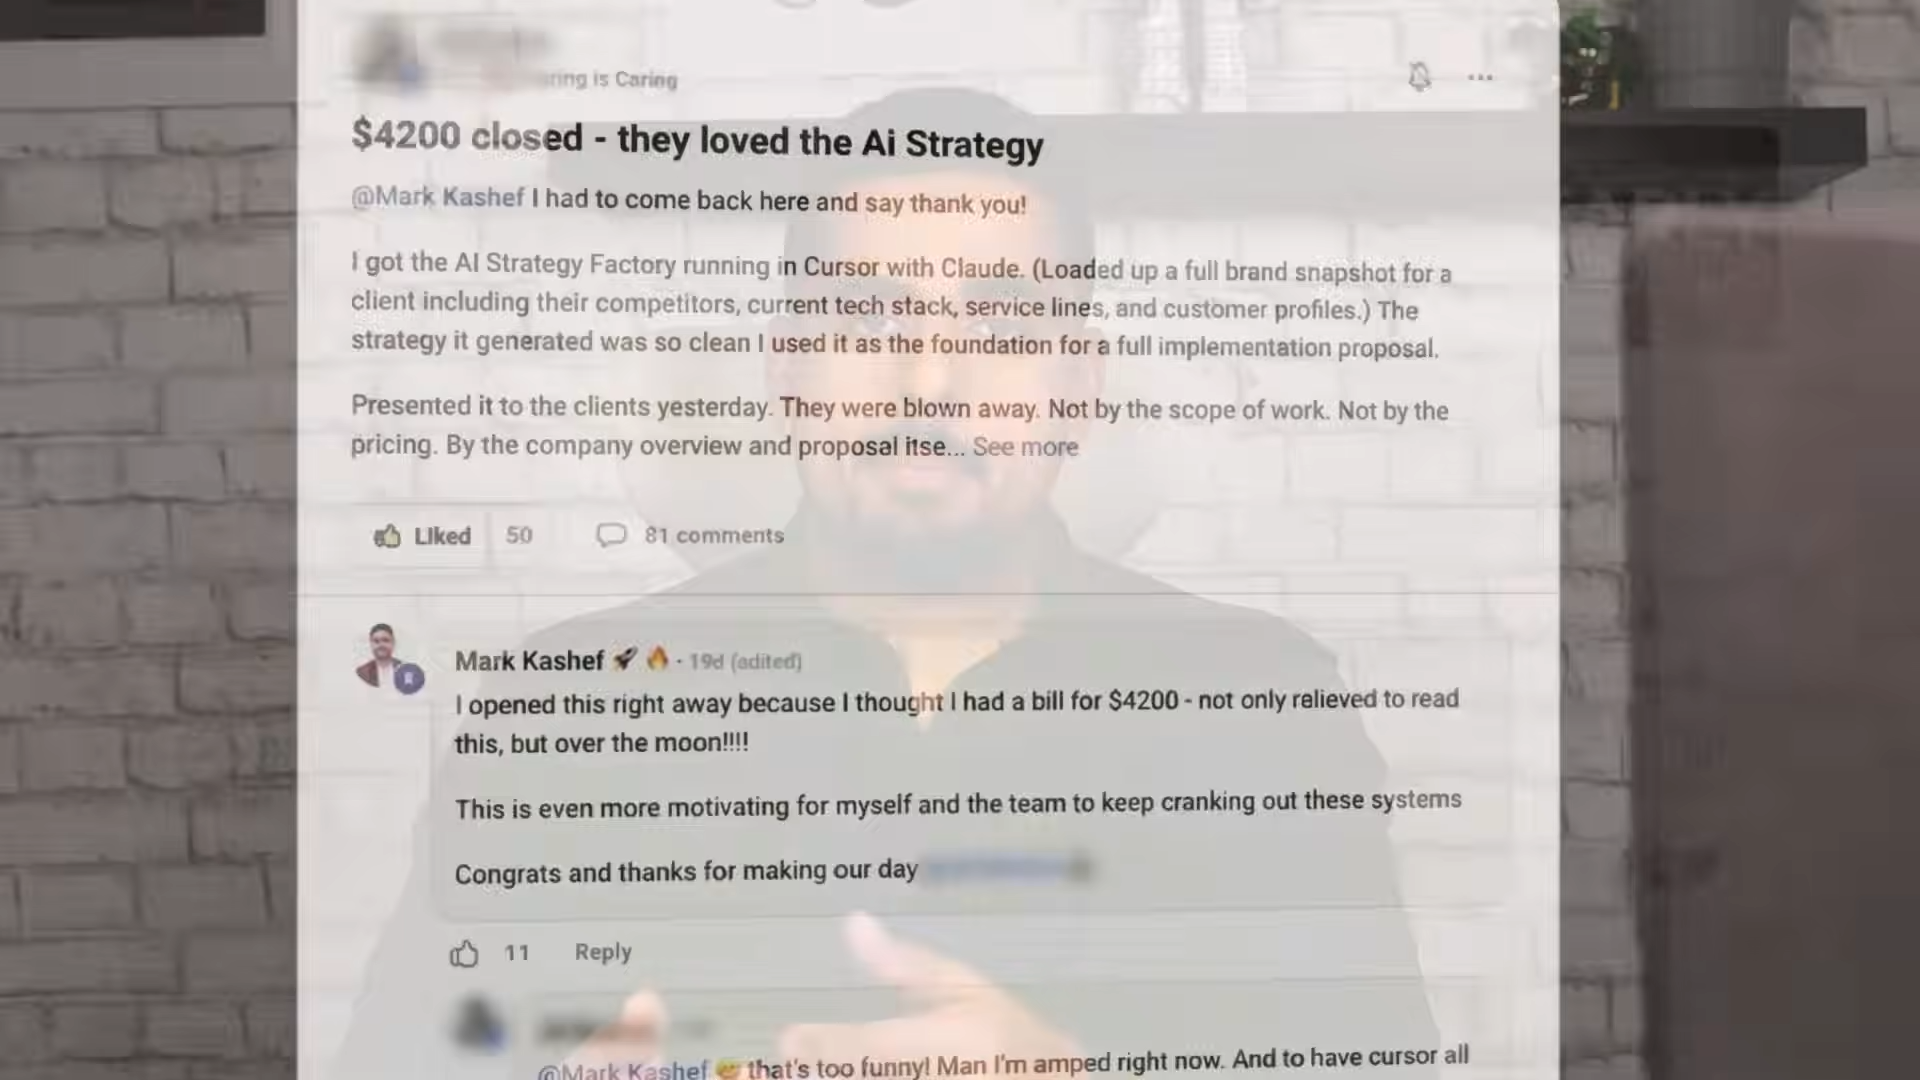 ring is Caring
$4200 closed - they loved the Ai Strategy
@Mark Kashef I had to come back here and say thank you!
I got the AI Strategy Factory running in Cursor with Claude. (Loaded up a full brand snapshot for a
client including their competitors, current tech stack, service lines, and customer profiles.) The
strategy it generated was so clean I used it as the foundation for a full implementation proposal.
Presented it to the clients yesterday. They were blown away. Not by the scope of work. Not by the
pricing. By the company overview and proposal itse... See more
Liked 50 81 comments
Mark Kashef 🚀 🔥 · 19d (edited)
I opened this right away because I thought I had a bill for $4200 - not only relieved to read
this, but over the moon!!!!
This is even more motivating for myself and the team to keep cranking out these systems
Congrats and thanks for making our day
11 Reply
@Mark Kashef that's too funny! Man I'm amped right now. And to have cursor all